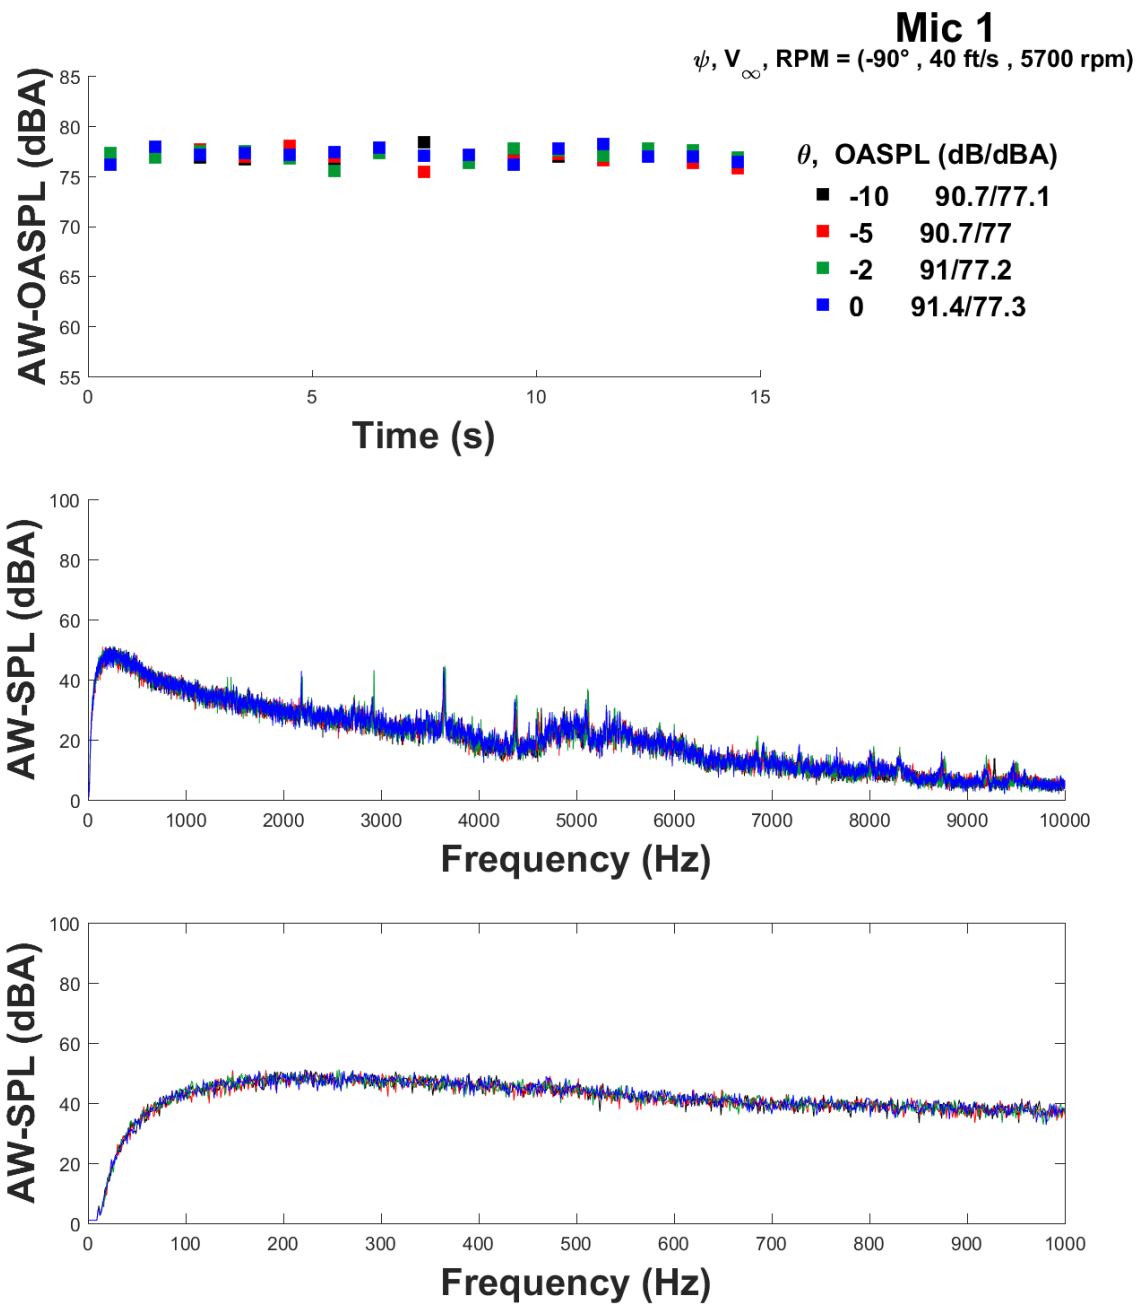 Mic 1
ψ, V∞, RPM = (-90° , 40 ft/s , 5700 rpm)
85
80
75
70
65
60
55
AW-OASPL (dBA)
0 5 10 15
Time (s)
θ, OASPL (dB/dBA)
-10 90.7/77.1
-5 90.7/77
-2 91/77.2
0 91.4/77.3
100
80
60
40
20
0
AW-SPL (dBA)
0 1000 2000 3000 4000 5000 6000 7000 8000 9000 10000
Frequency (Hz)
100
80
60
40
20
0
AW-SPL (dBA)
0 100 200 300 400 500 600 700 800 900 1000
Frequency (Hz)